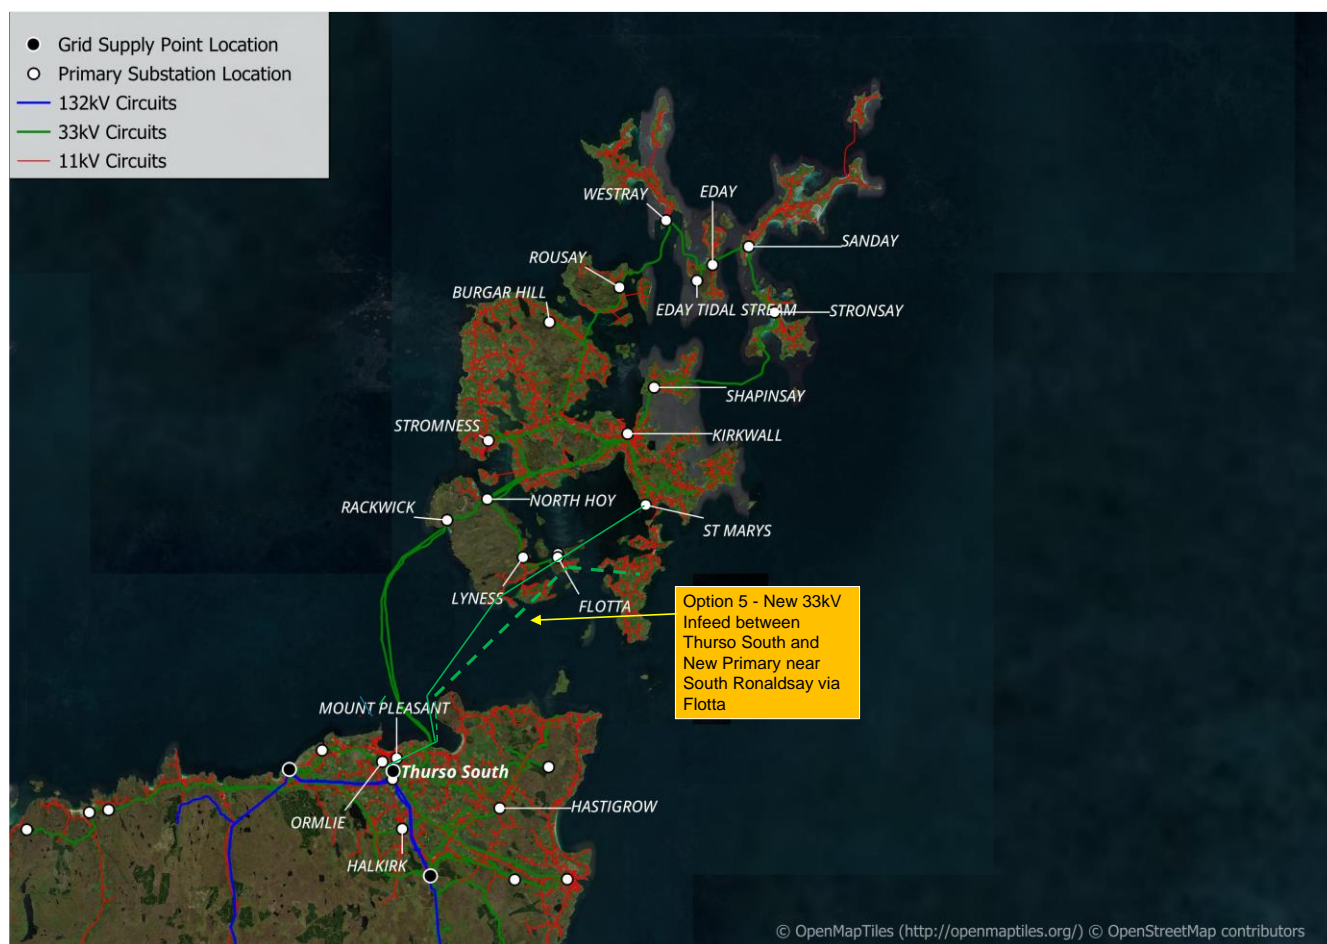 Grid Supply Point Location
Primary Substation Location
132kV Circuits
33kV Circuits
11kV Circuits
WESTRAY
EDAY
SANDAY
ROUSAY
BURGAR HILL
EDAY TIDAL STREAM
STRONSAY
SHAPINSAY
STROMNESS
KIRKWALL
RACKWICK
NORTH HOY
ST MARYS
LYNESS
FLOTTA
Option 5 - New 33kV
Infeed between
Thurso South and
New Primary near
South Ronaldsay via
Flotta
MOUNT PLEASANT
Thurso South
ORMLIE
HASTIGROW
HALKIRK
© OpenMapTiles (http://openmaptiles.org/) © OpenStreetMap contributors